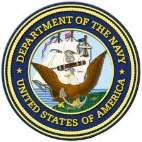 DEPARTMENT OF THE NAVY
UNITED STATES OF AMERICA